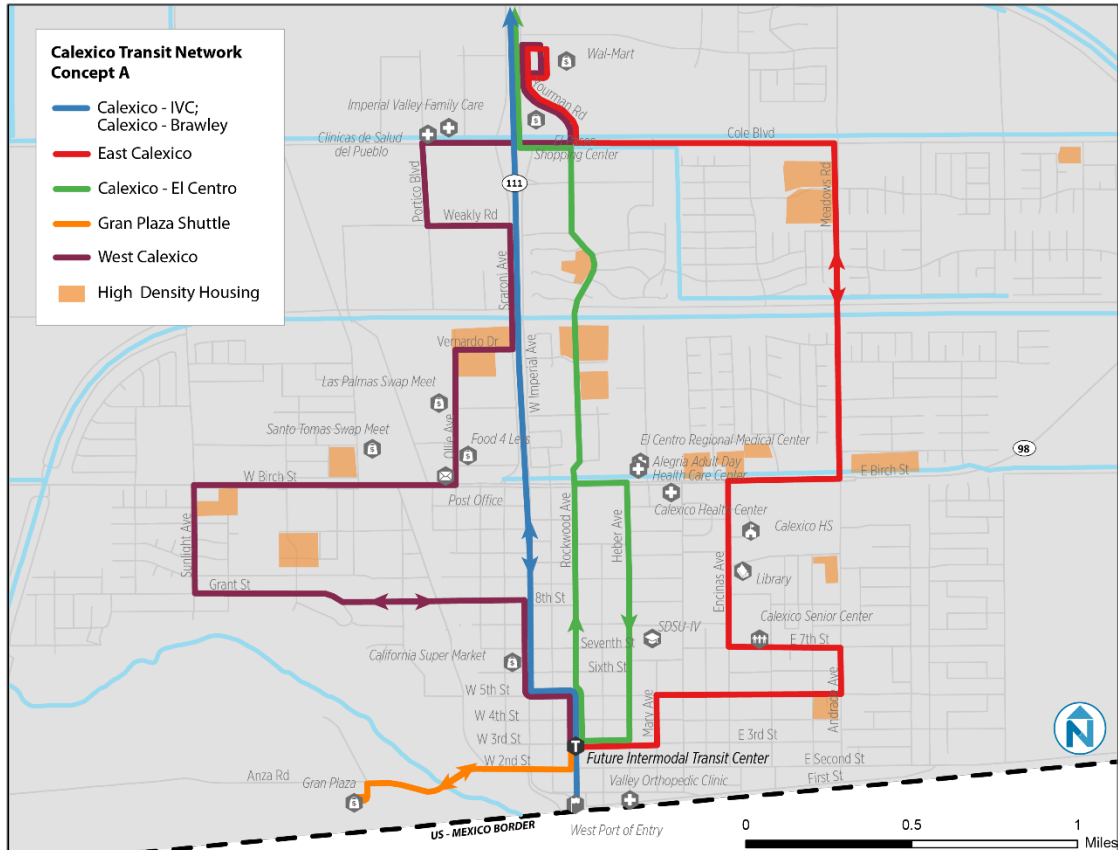 Calexico Transit Network
Concept A
Calexico - IVC;
Calexico - Brawley
East Calexico
Calexico - El Centro
Gran Plaza Shuttle
West Calexico
High Density Housing
Wal-Mart
Yourman Rd
Imperial Valley Family Care
Clinicas de Salud
del Pueblo
Cole Blvd
Shopping Center
111
Portico Blvd
Weakly Rd
Meadows Rd
Scaroni Ave
Vernardo Dr
W Imperial Ave
Las Palmas Swap Meet
Santo Tomas Swap Meet
Ollie Ave
Food 4 Less
El Centro Regional Medical Center
Alegria Adult Day
Health Care Center
98
W Birch St
E Birch St
Post Office
Calexico Health Center
Rockwood Ave
Heber Ave
Calexico HS
Sunlight Ave
Encinas Ave
Library
Grant St
8th St
Calexico Senior Center
SDSU-IV
Seventh St
E 7th St
California Super Market
Sixth St
W 5th St
Mary Ave
Andrade Ave
W 4th St
W 3rd St
E 3rd St
T
Future Intermodal Transit Center
W 2nd St
E Second St
Anza Rd
Gran Plaza
Valley Orthopedic Clinic
First St
US - MEXICO BORDER
West Port of Entry
N
0
0.5
1
Miles